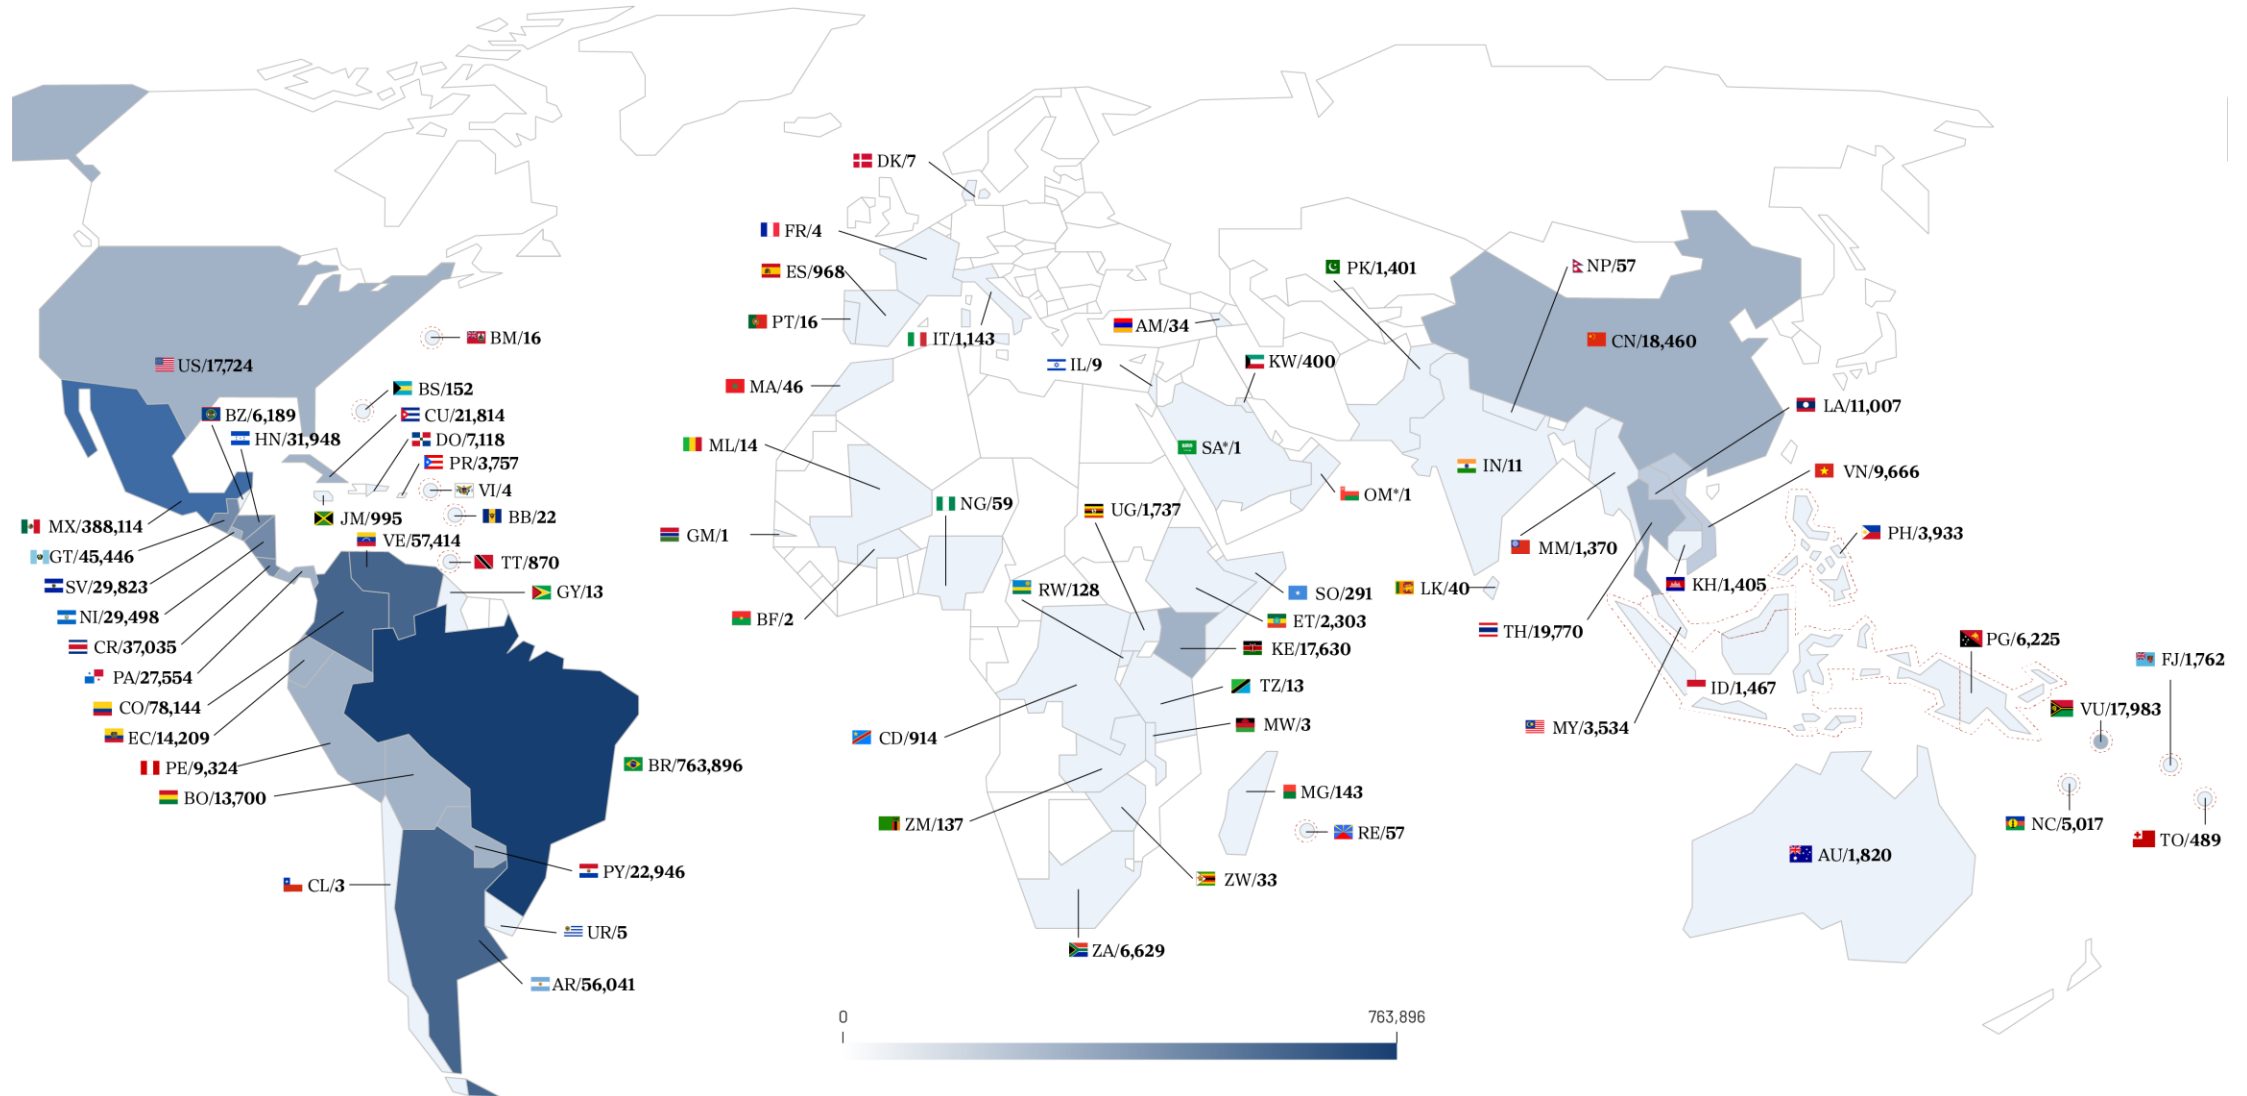 DK/7
FR/4
ES/968
PT/16
IT/1,143
AM/34
PK/1,401
NP/57
BM/16
US/17,724
CN/18,460
IL/9
KW/400
MA/46
BS/152
BZ/6,189
CU/21,814
LA/11,007
HN/31,948
DO/7,118
ML/14
SA*/1
PR/3,757
IN/11
VN/9,666
VI/4
OM*/1
NG/59
UG/1,737
JM/995
BB/22
MX/388,114
GM/1
PH/3,933
VE/57,414
MM/1,370
GT/45,446
TT/870
SV/29,823
GY/13
RW/128
SO/291
LK/40
KH/1,405
NI/29,498
BF/2
ET/2,303
TH/19,770
CR/37,035
KE/17,630
PG/6,225
FJ/1,762
PA/27,554
TZ/13
ID/1,467
CO/78,144
MW/3
VU/17,983
EC/14,209
CD/914
MY/3,534
PE/9,324
BR/763,896
BO/13,700
MG/143
ZM/137
RE/57
NC/5,017
TO/489
AU/1,820
PY/22,946
CL/3
ZW/33
UR/5
ZA/6,629
AR/56,041
0
763,896